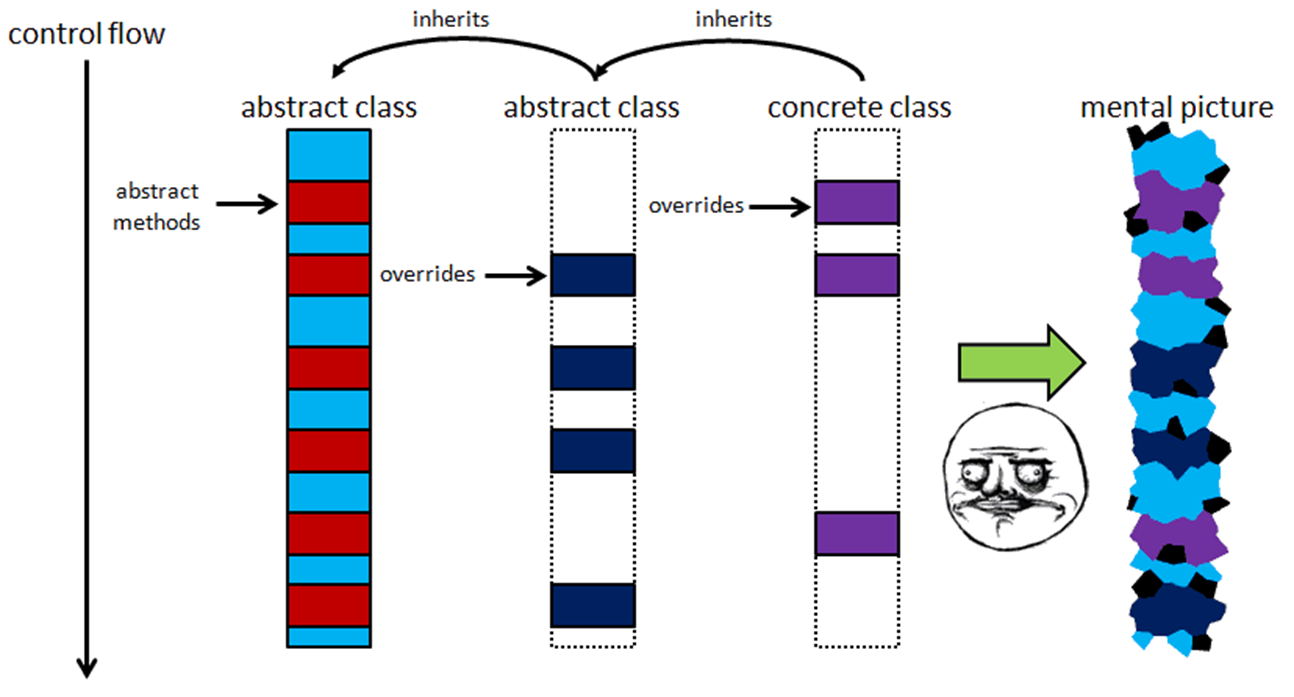 inherits
inherits
control flow
abstract class
abstract class
concrete class
mental picture
abstract
methods
overrides
overrides